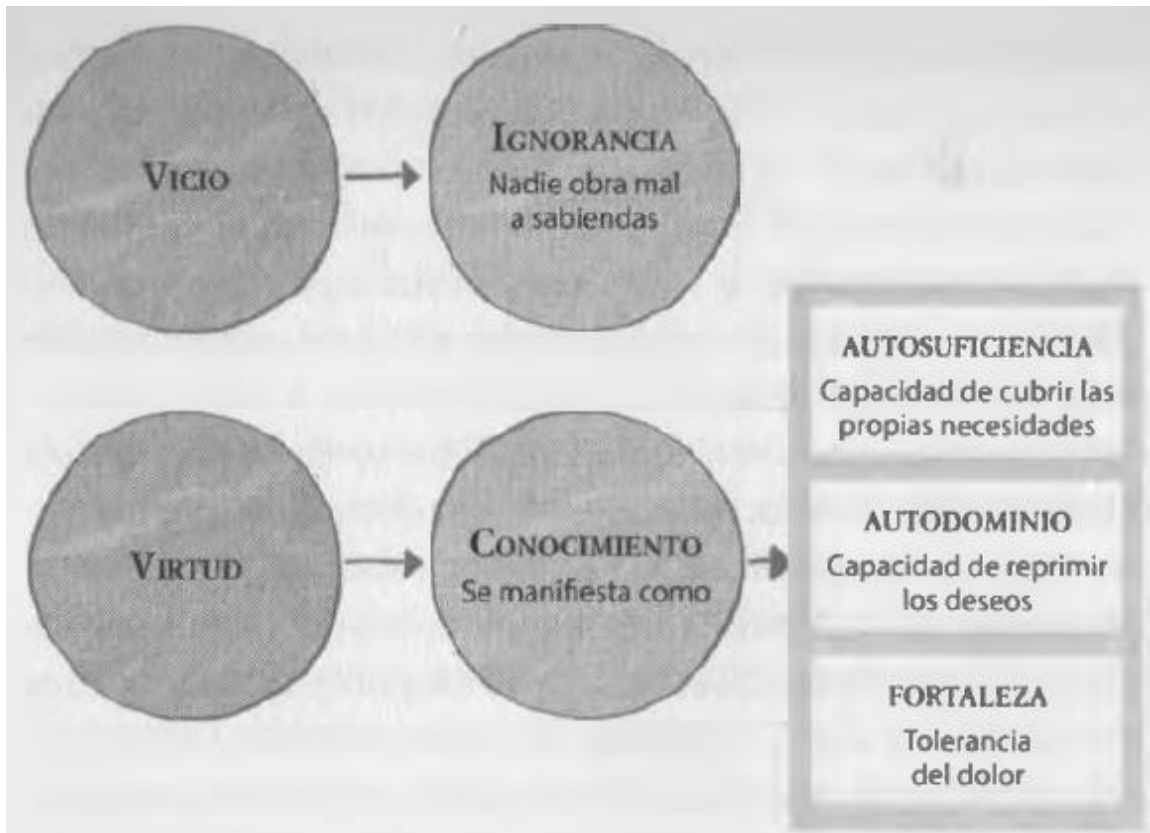 VICIO
IGNORANCIA
Nadie obra mal
a sabiendas
VIRTUD
CONOCIMIENTO
Se manifiesta como
AUTOSUFICIENCIA
Capacidad de cubrir las
propias necesidades
AUTODOMINIO
Capacidad de reprimir
los deseos
FORTALEZA
Tolerancia
del dolor